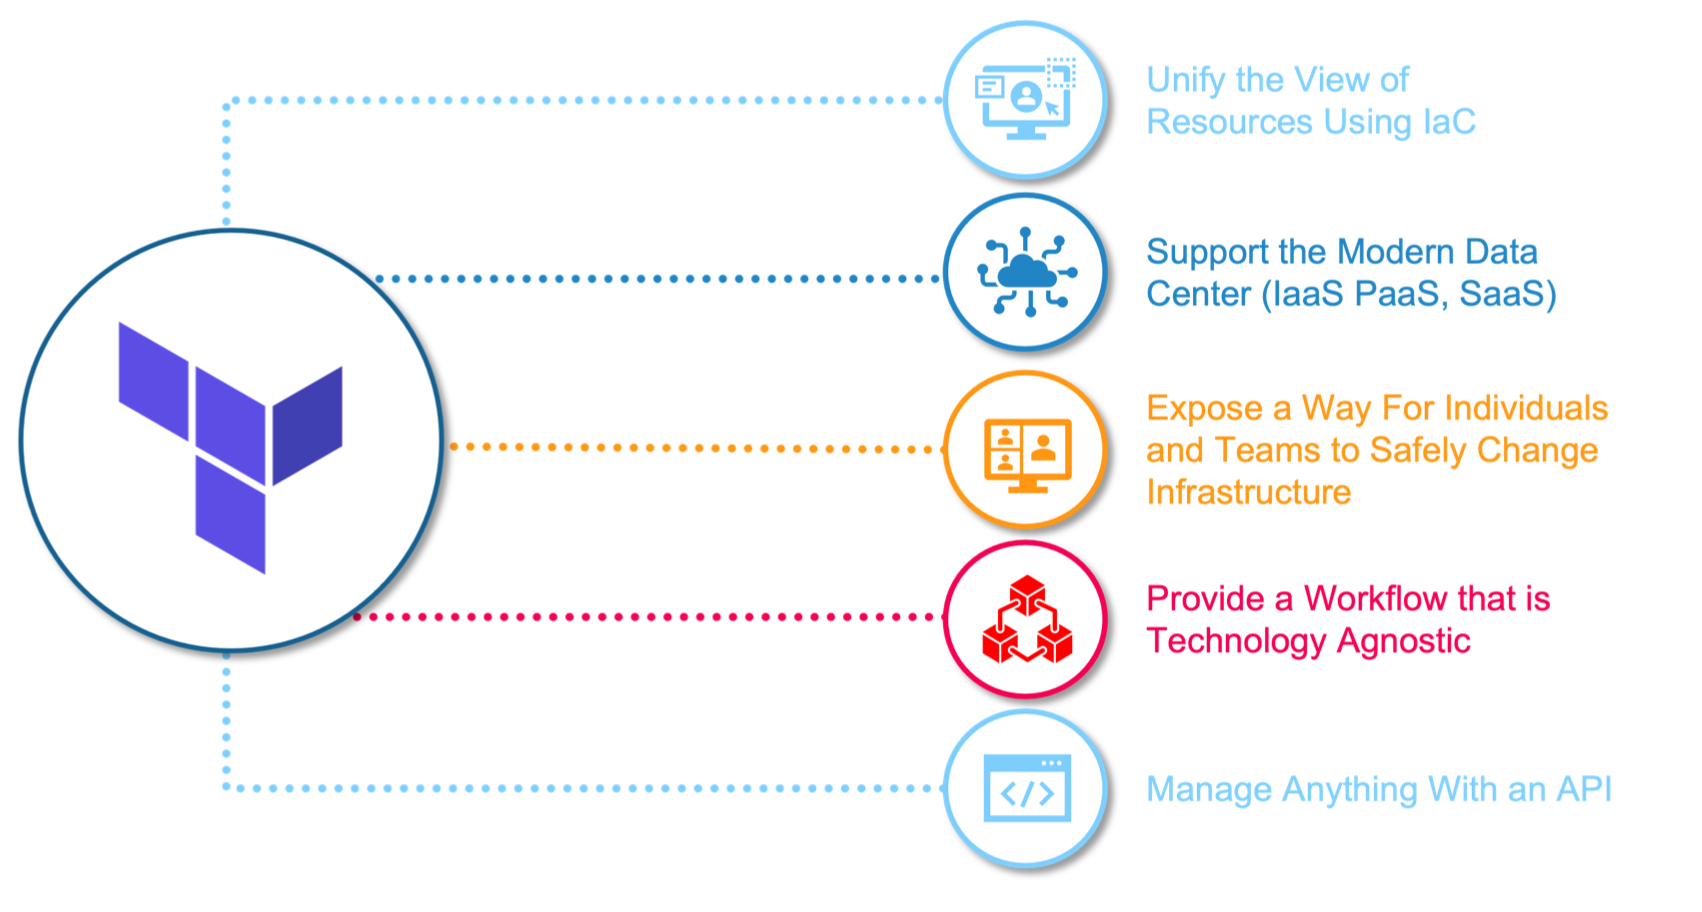 Unify the View of
Resources Using IaC
Support the Modern Data
Center (IaaS PaaS, SaaS)
Expose a Way For Individuals
and Teams to Safely Change
Infrastructure
Provide a Workflow that is
Technology Agnostic
</>
Manage Anything With an API